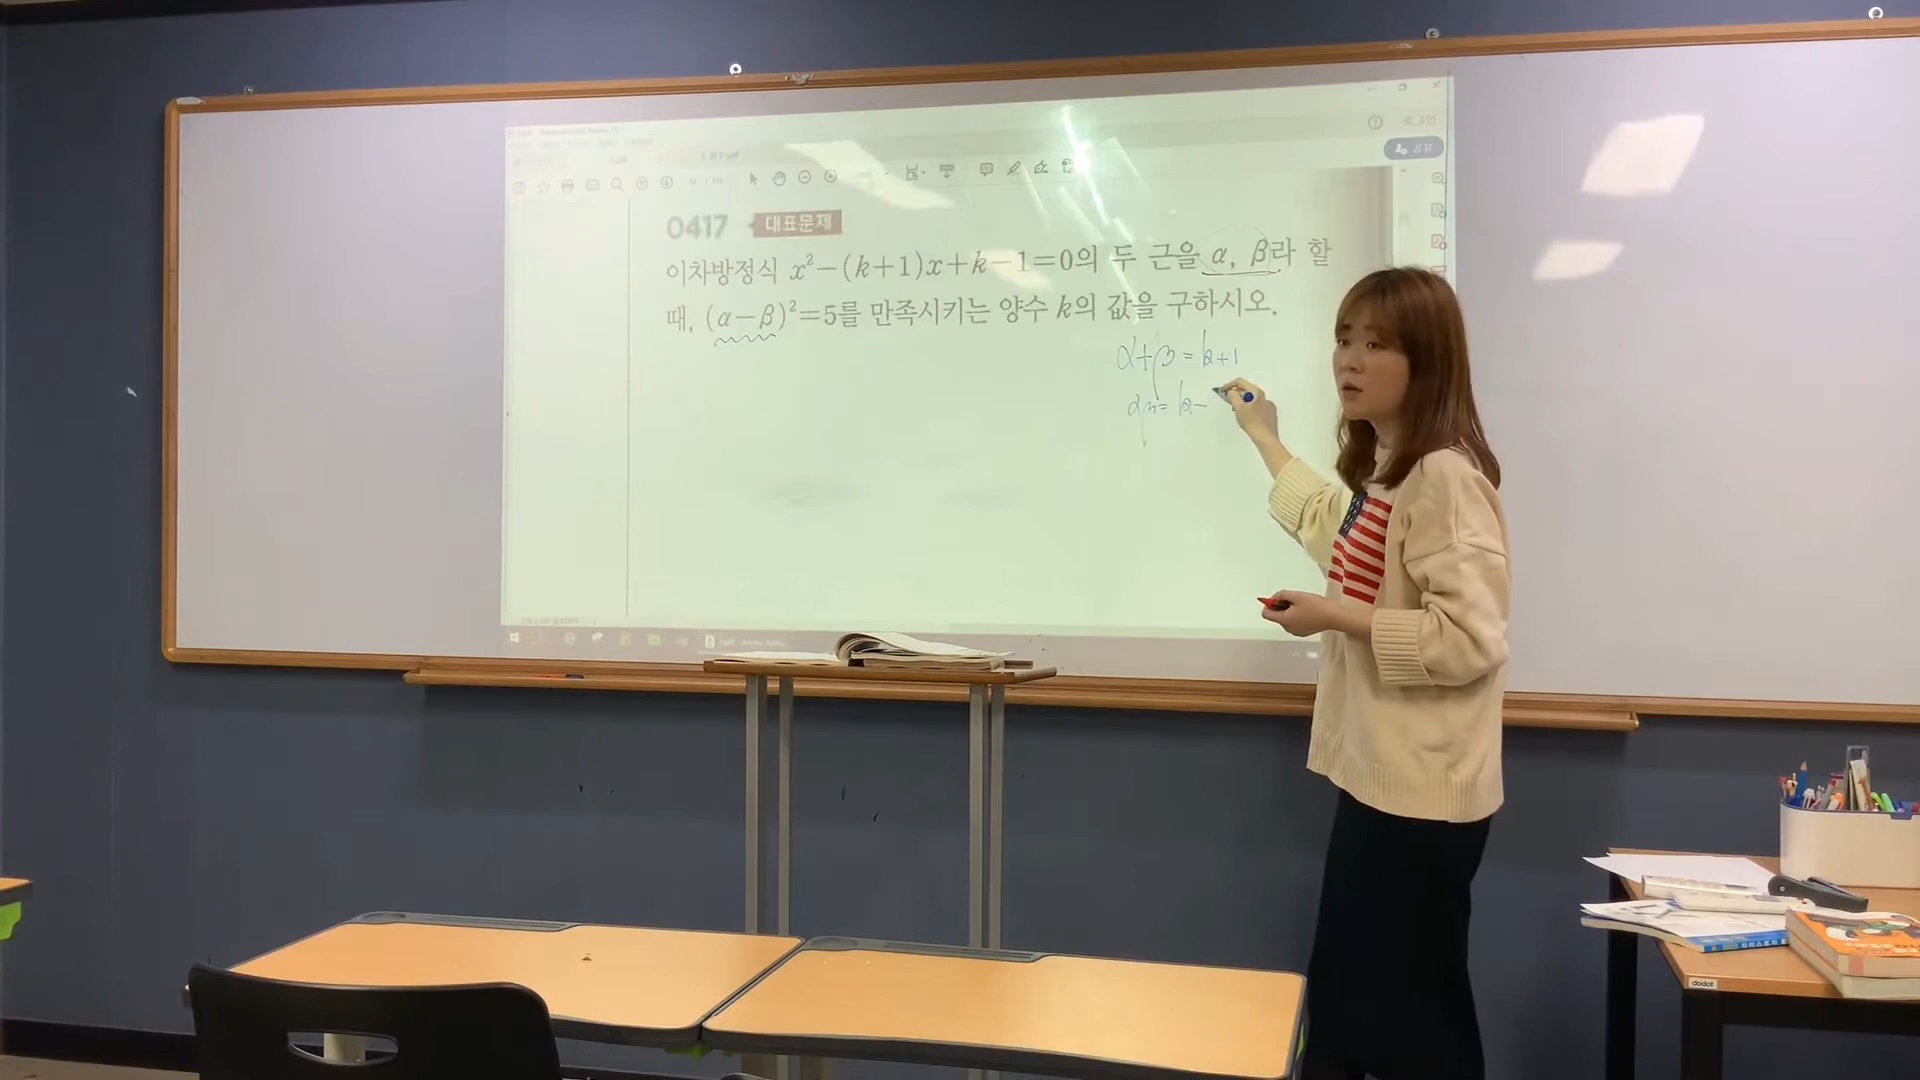 0417 대표문제
이차방정식 x²−(k+1)x+k−1=0의 두 근을 α, β라 할
때, (α−β)²=5를 만족시키는 양수 k의 값을 구하시오.
α+β=k+1
αβ=k−
dodot